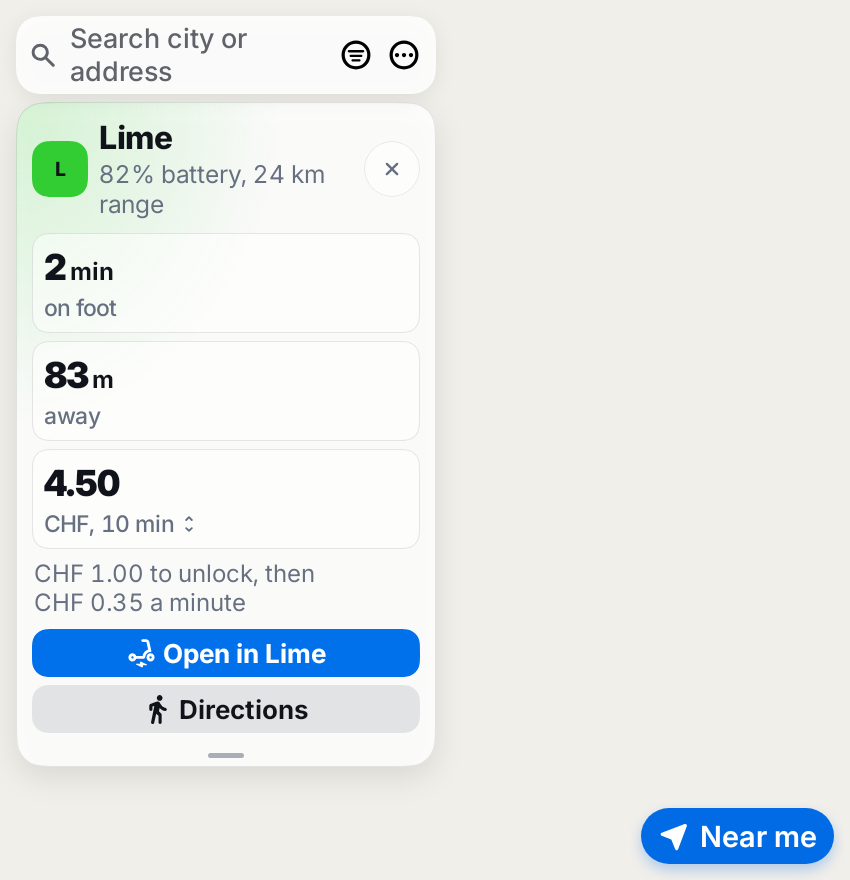 Search city or
address
Lime
L
82% battery, 24 km
range
2 min
on foot
83 m
away
4.50
CHF, 10 min
CHF 1.00 to unlock, then
CHF 0.35 a minute
Open in Lime
Directions
Near me